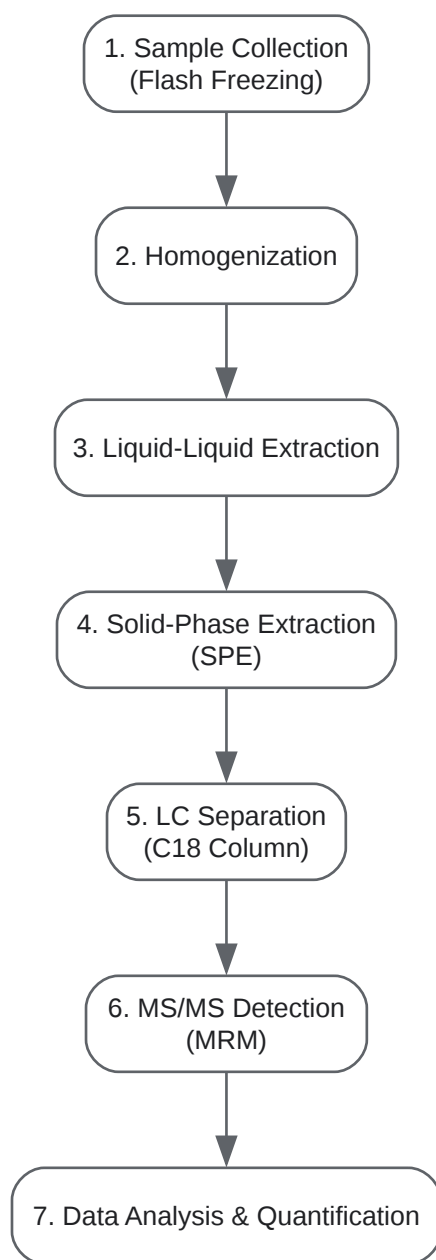 1. Sample Collection
(Flash Freezing)
2. Homogenization
3. Liquid-Liquid Extraction
4. Solid-Phase Extraction
(SPE)
5. LC Separation
(C18 Column)
6. MS/MS Detection
(MRM)
7. Data Analysis & Quantification